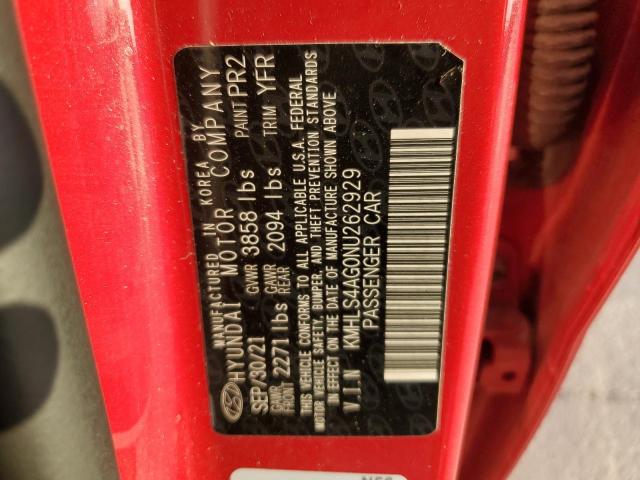 MANUFACTURED IN KOREA BY
HYUNDAI MOTOR COMPANY
SEP/30/21 GVWR 3858 lbs PAINT PR2
GAWR FRONT 2271lbs GAWR REAR 2094 lbs TRIM YFR
THIS VEHICLE CONFORMS TO ALL APPLICABLE U.S.A. FEDERAL
MOTOR VEHICLE SAFETY, BUMPER, AND THEFT PREVENTION STANDARDS
IN EFFECT ON THE DATE OF MANUFACTURE SHOWN ABOVE
V.I.N KMHLS4AG0NU262929
PASSENGER CAR